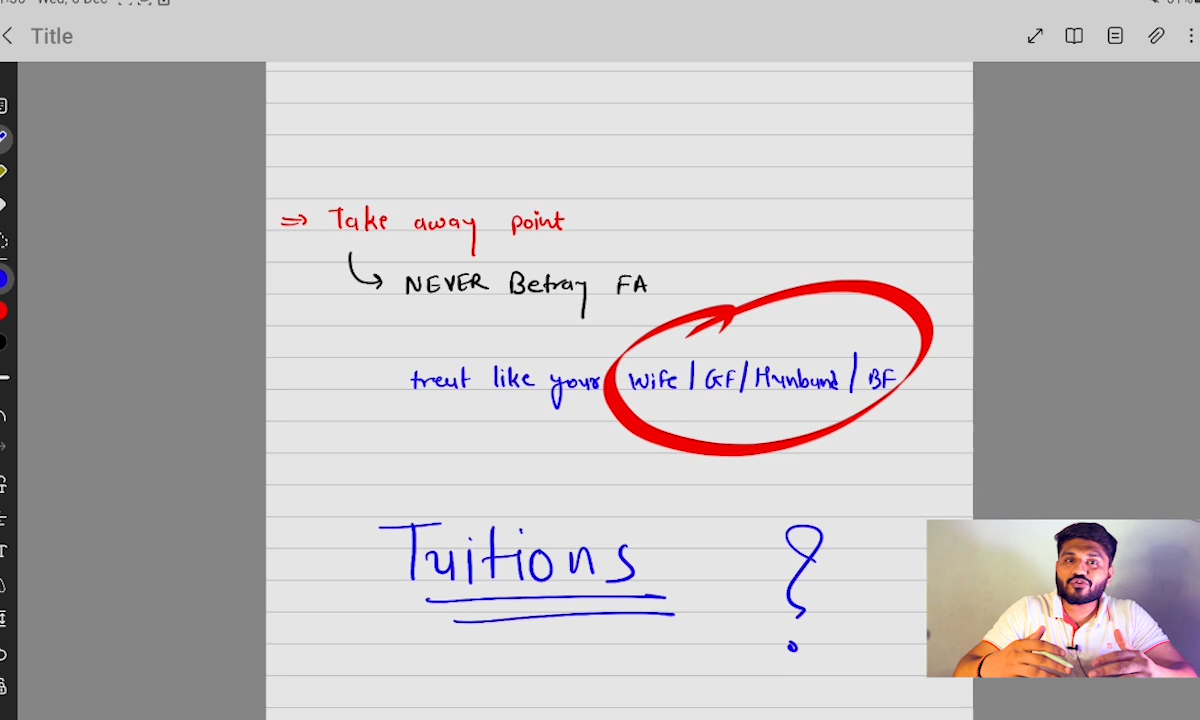 Title
⇒ Take away point
↳ NEVER Betray FA
treat like your Wife / GF / Husband / BF
Tuitions ?